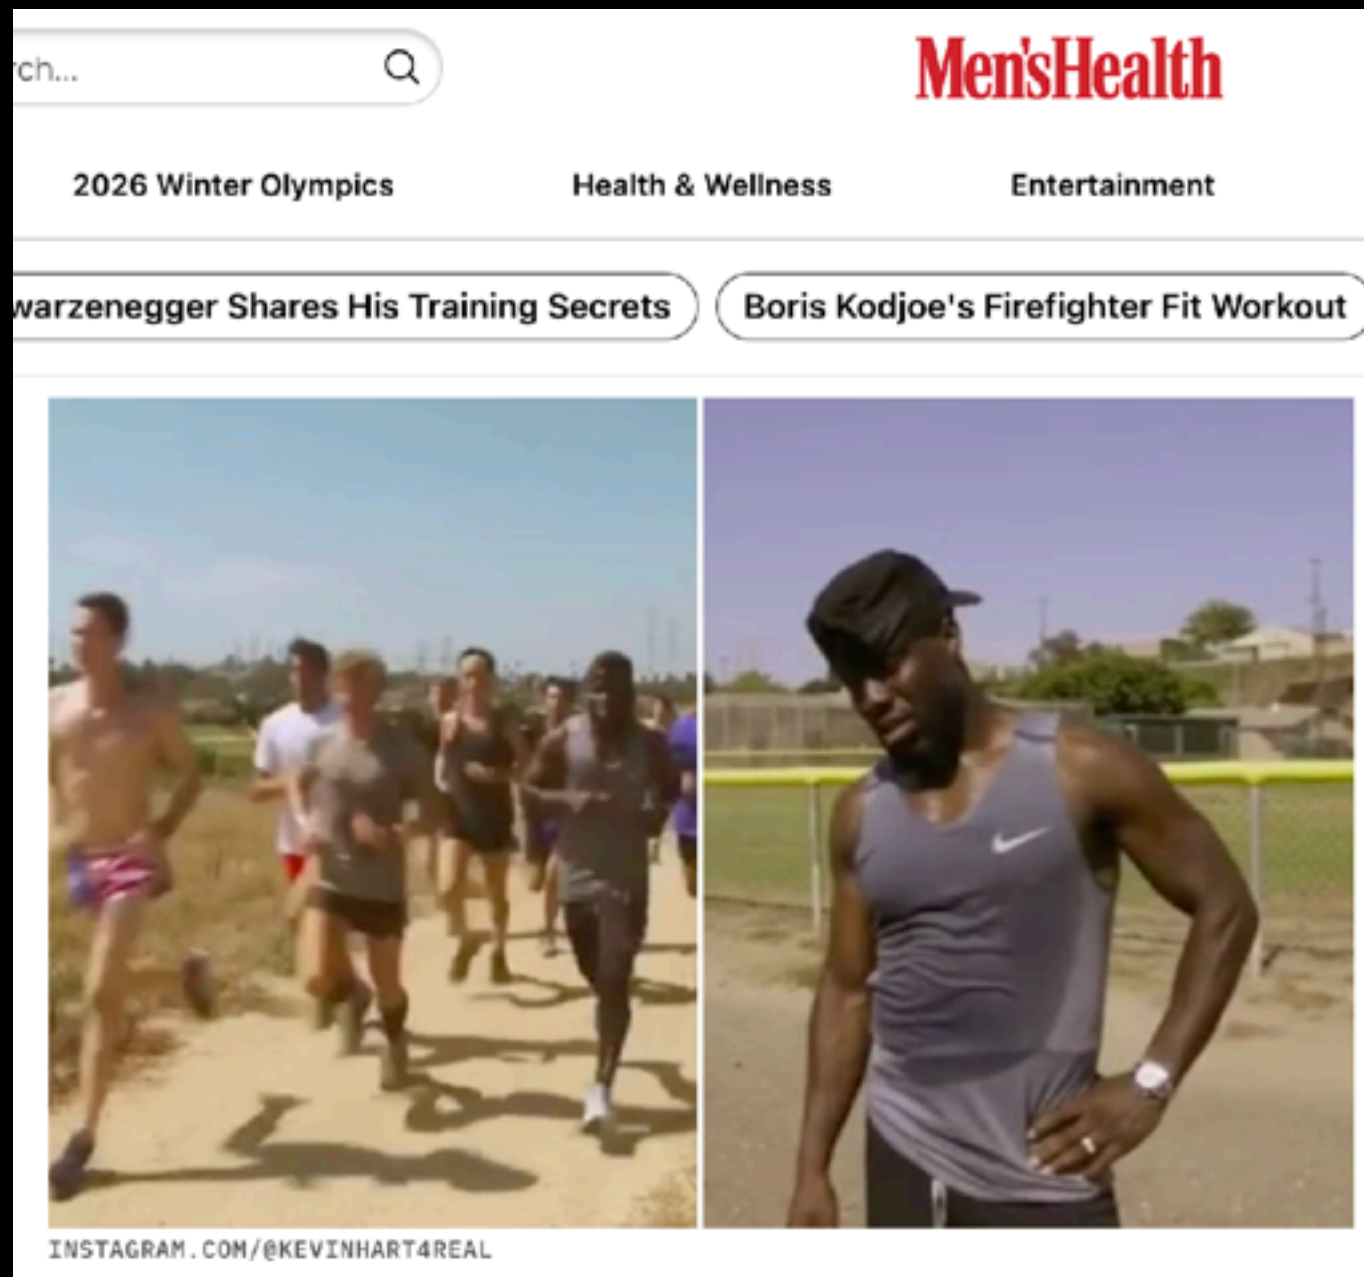 rch...
Men'sHealth
2026 Winter Olympics
Health & Wellness
Entertainment
warzenegger Shares His Training Secrets
Boris Kodjoe's Firefighter Fit Workout
INSTAGRAM.COM/@KEVINHART4REAL